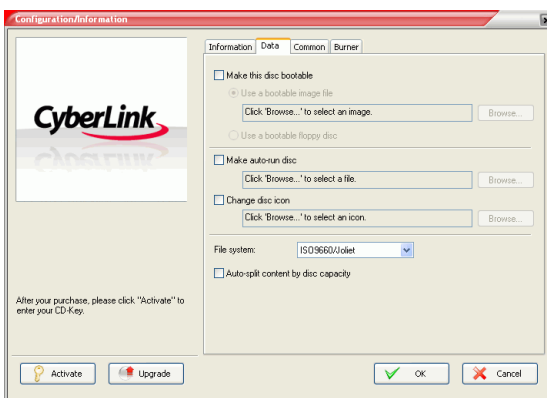 Configuration/Information
Information Data Common Burner
CyberLink
Make this disc bootable
Use a bootable image file
Click 'Browse...' to select an image. Browse...
Use a bootable floppy disc
Make auto-run disc
Click 'Browse...' to select a file. Browse...
Change disc icon
Click 'Browse...' to select an icon. Browse...
File system: ISO9660/Joliet
Auto-split content by disc capacity
After your purchase, please click "Activate" to
enter your CD-Key.
Activate Upgrade OK Cancel